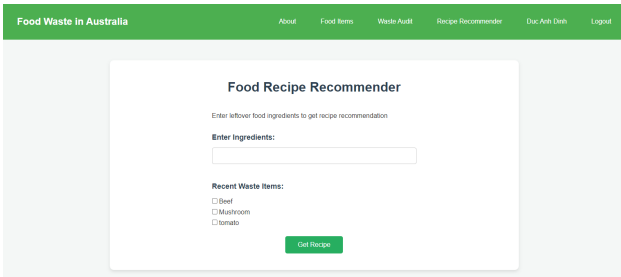 Food Waste in Australia About Food Items Waste Audit Recipe Recommender Duc Anh Dinh Logout
Food Recipe Recommender
Enter leftover food ingredients to get recipe recommendation
Enter Ingredients:
Recent Waste Items:
Beef
Mushroom
tomato
Get Recipe